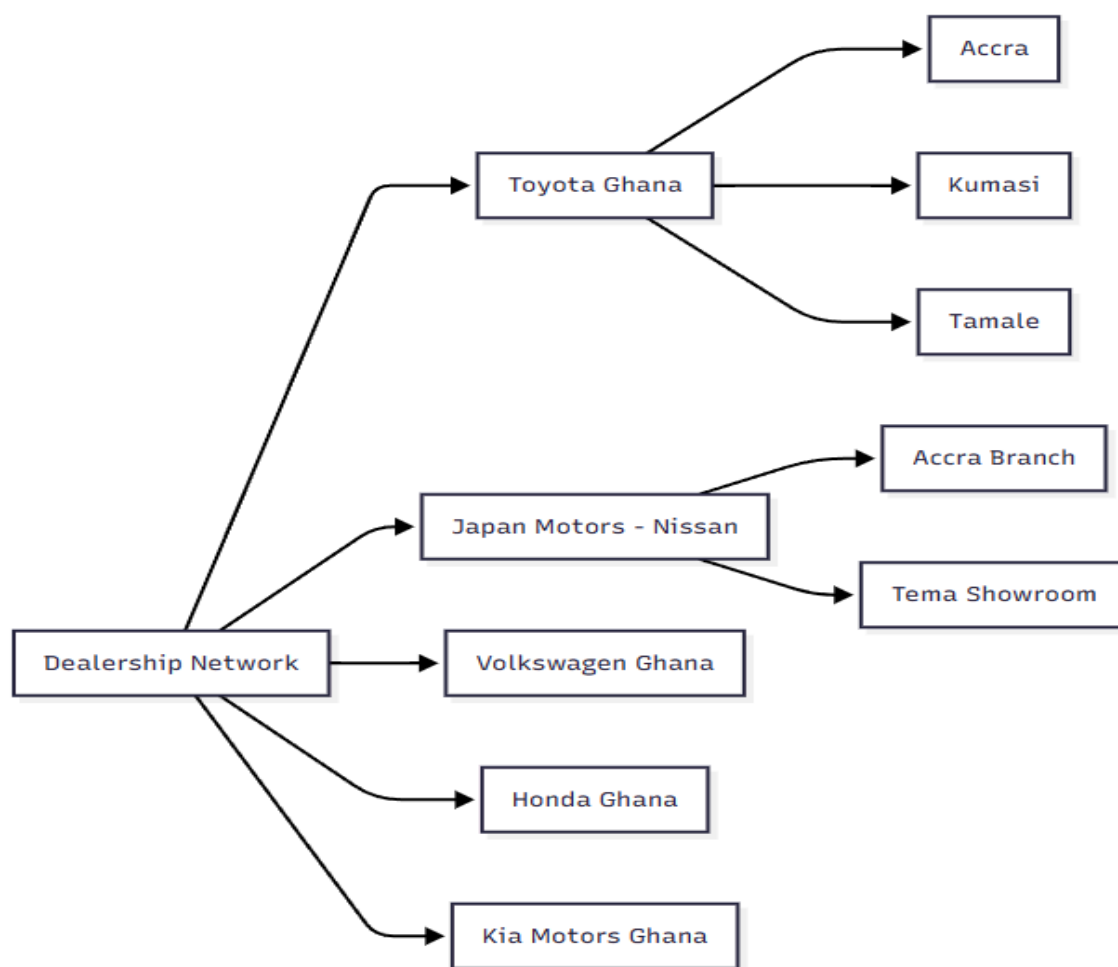 Accra
Toyota Ghana
Kumasi
Tamale
Accra Branch
Japan Motors - Nissan
Tema Showroom
Dealership Network
Volkswagen Ghana
Honda Ghana
Kia Motors Ghana